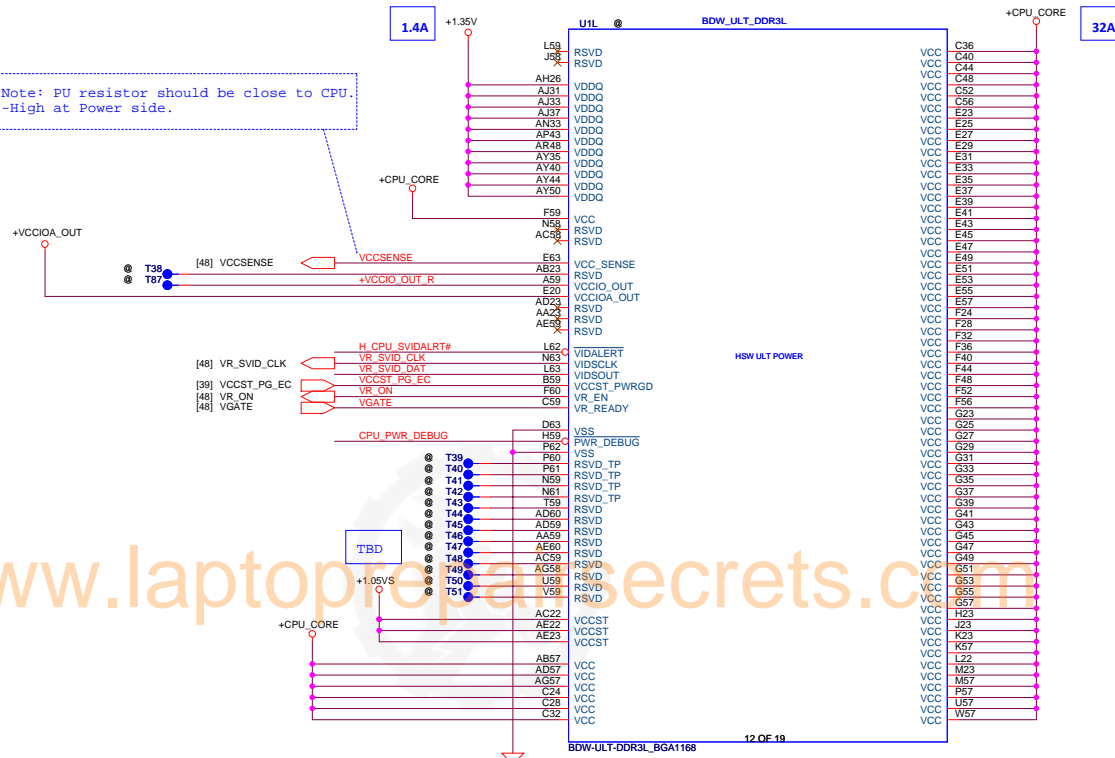 1.4A
+1.35V
U1L @
BDW_ULT_DDR3L
+CPU_CORE
32A
Note: PU resistor should be close to CPU.
-High at Power side.
L59 RSVD
J58 RSVD
AH26 VDDQ
AJ31 VDDQ
AJ33 VDDQ
AJ37 VDDQ
AN33 VDDQ
AP43 VDDQ
AR48 VDDQ
AY35 VDDQ
AY40 VDDQ
AY44 VDDQ
AY50 VDDQ
+CPU_CORE
F59 VCC
N58 RSVD
AC58 RSVD
+VCCIOA_OUT
[48] VCCSENSE VCCSENSE E63 VCC_SENSE
@ T38 AB23 RSVD
@ T87 +VCCIO_OUT_R A59 VCCIO_OUT
E20 VCCIOA_OUT
AD23 RSVD
AA23 RSVD
AE59 RSVD
H_CPU_SVIDALRT# L62 VIDALERT
[48] VR_SVID_CLK VR_SVID_CLK N63 VIDSCLK
VR_SVID_DAT L63 VIDSOUT
[39] VCCST_PG_EC VCCST_PG_EC B59 VCCST_PWRGD
[48] VR_ON VR_ON F60 VR_EN
[48] VGATE VGATE C59 VR_READY
D63 VSS
CPU_PWR_DEBUG H59 PWR_DEBUG
P62 VSS
@ T39 P60 RSVD_TP
@ T40 P61 RSVD_TP
@ T41 N59 RSVD_TP
@ T42 N61 RSVD_TP
@ T43 T59 RSVD
@ T44 AD60 RSVD
@ T45 AD59 RSVD
@ T46 AA59 RSVD
@ T47 AE60 RSVD
@ T48 AC59 RSVD
@ T49 AG58 RSVD
@ T50 U59 RSVD
@ T51 V59 RSVD
TBD
+1.05VS
AC22 VCCST
AE22 VCCST
AE23 VCCST
+CPU_CORE
AB57 VCC
AD57 VCC
AG57 VCC
C24 VCC
C28 VCC
C32 VCC
HSW ULT POWER
VCC C36
VCC C40
VCC C44
VCC C48
VCC C52
VCC C56
VCC E23
VCC E25
VCC E27
VCC E29
VCC E31
VCC E33
VCC E35
VCC E37
VCC E39
VCC E41
VCC E43
VCC E45
VCC E47
VCC E49
VCC E51
VCC E53
VCC E55
VCC E57
VCC F24
VCC F28
VCC F32
VCC F36
VCC F40
VCC F44
VCC F48
VCC F52
VCC F56
VCC G23
VCC G25
VCC G27
VCC G29
VCC G31
VCC G33
VCC G35
VCC G37
VCC G39
VCC G41
VCC G43
VCC G45
VCC G47
VCC G49
VCC G51
VCC G53
VCC G55
VCC G57
VCC H23
VCC J23
VCC K23
VCC K57
VCC L22
VCC M23
VCC M57
VCC P57
VCC U57
VCC W57
12 OF 19
BDW-ULT-DDR3L_BGA1168
ww.laptoprepairsecrets.com